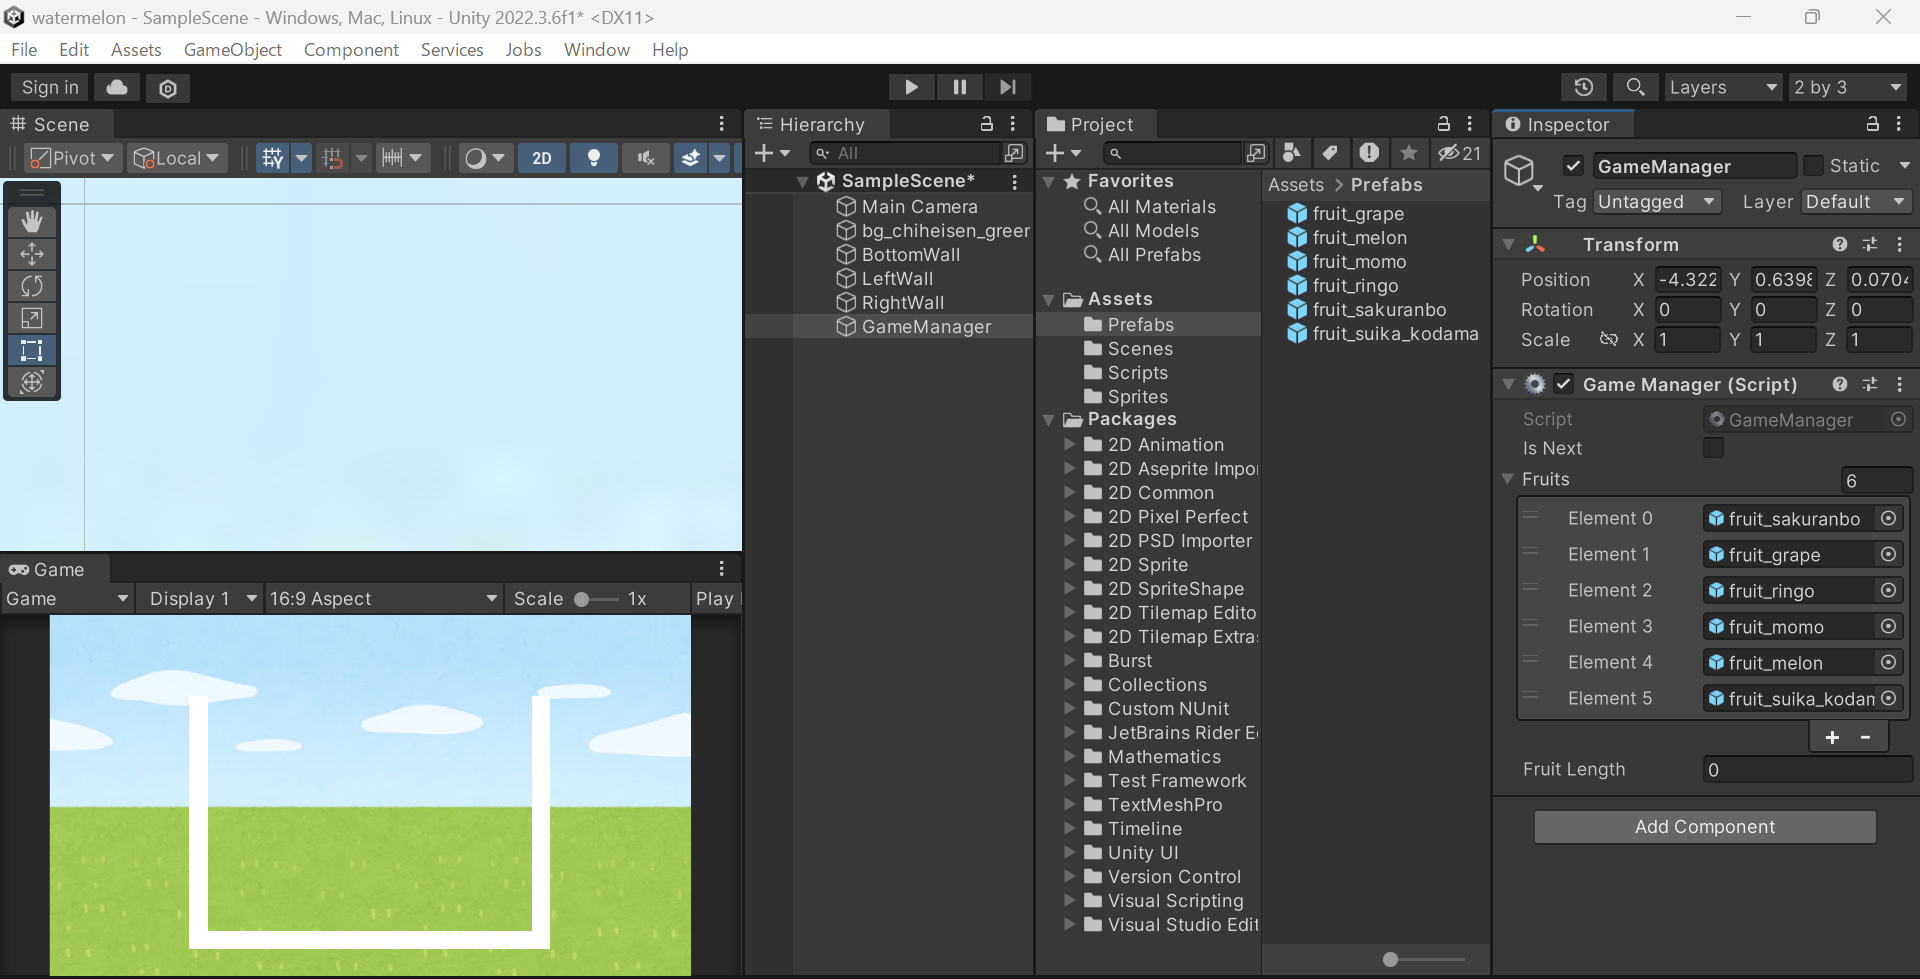 watermelon - SampleScene - Windows, Mac, Linux - Unity 2022.3.6f1* <DX11>
File Edit Assets GameObject Component Services Jobs Window Help
Sign in
Layers
2 by 3
Scene
Pivot
Local
2D
Game
Game
Display 1
16:9 Aspect
Scale
1x
Play
Hierarchy
All
SampleScene*
Main Camera
bg_chiheisen_greer
BottomWall
LeftWall
RightWall
GameManager
Project
21
Favorites
All Materials
All Models
All Prefabs
Assets
Prefabs
Scenes
Scripts
Sprites
Packages
2D Animation
2D Aseprite Impo
2D Common
2D Pixel Perfect
2D PSD Importer
2D Sprite
2D SpriteShape
2D Tilemap Edito
2D Tilemap Extra
Burst
Collections
Custom NUnit
JetBrains Rider E
Mathematics
Test Framework
TextMeshPro
Timeline
Unity UI
Version Control
Visual Scripting
Visual Studio Edit
Assets > Prefabs
fruit_grape
fruit_melon
fruit_momo
fruit_ringo
fruit_sakuranbo
fruit_suika_kodama
Inspector
GameManager
Static
Tag Untagged Layer Default
Transform
Position X -4.322 Y 0.6398 Z 0.0704
Rotation X 0 Y 0 Z 0
Scale X 1 Y 1 Z 1
Game Manager (Script)
Script GameManager
Is Next
Fruits 6
Element 0 fruit_sakuranbo
Element 1 fruit_grape
Element 2 fruit_ringo
Element 3 fruit_momo
Element 4 fruit_melon
Element 5 fruit_suika_kodam
+ -
Fruit Length 0
Add Component